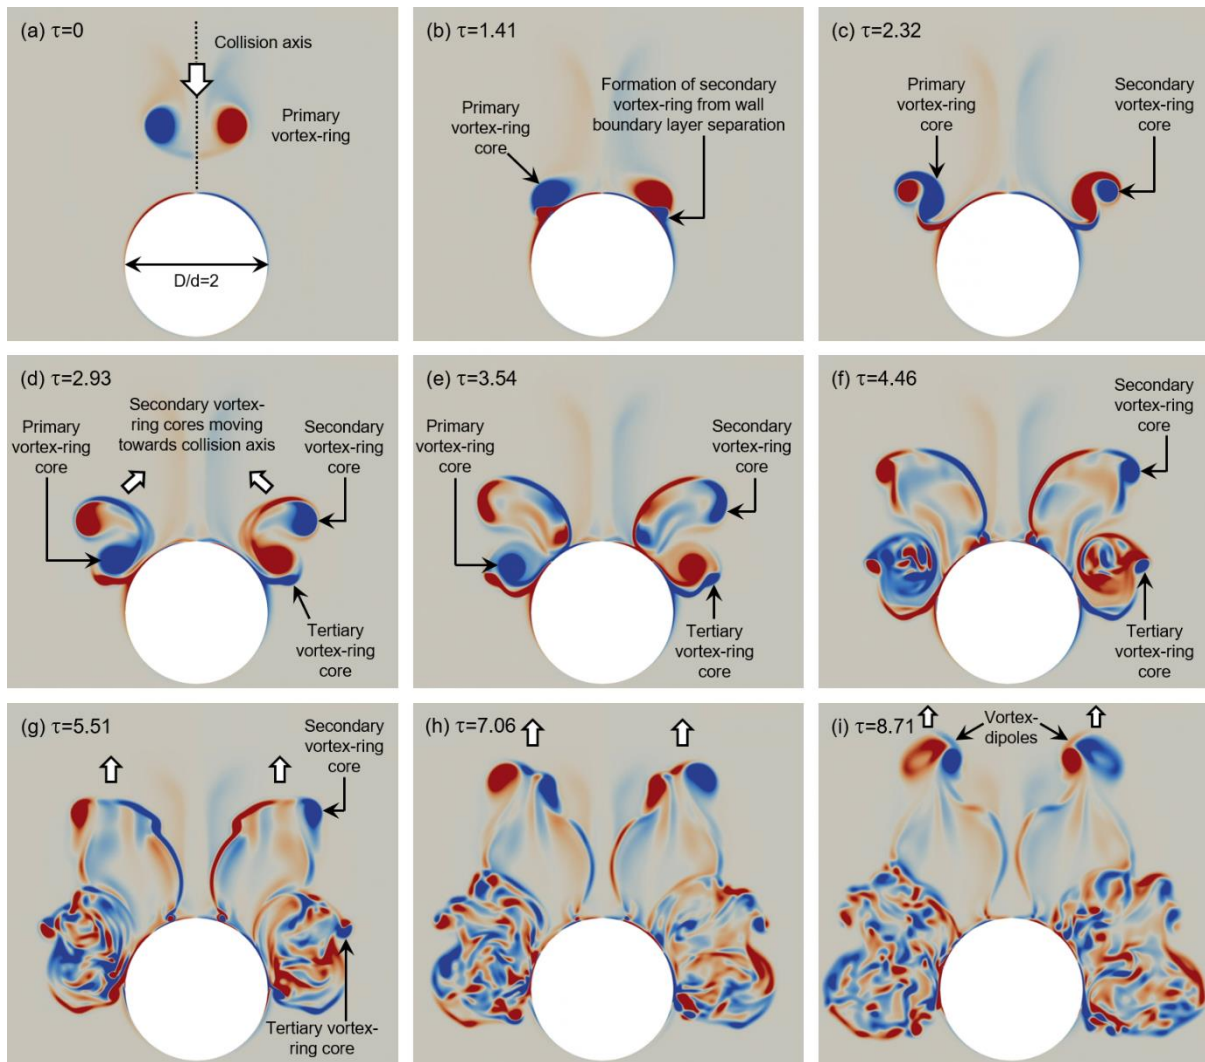 (a) τ=0
Collision axis
Primary
vortex-ring
D/d=2
(b) τ=1.41
Formation of secondary
vortex-ring from wall
boundary layer separation
Primary
vortex-ring
core
(c) τ=2.32
Primary
vortex-ring
core
Secondary
vortex-ring
core
(d) τ=2.93
Secondary vortex-
ring cores moving
towards collision axis
Primary
vortex-ring
core
Secondary
vortex-ring
core
Tertiary
vortex-ring
core
(e) τ=3.54
Primary
vortex-ring
core
Secondary
vortex-ring
core
Tertiary
vortex-ring
core
(f) τ=4.46
Secondary
vortex-ring
core
Tertiary
vortex-ring
core
(g) τ=5.51
Secondary
vortex-ring
core
Tertiary vortex-
ring core
(h) τ=7.06
(i) τ=8.71
Vortex-
dipoles